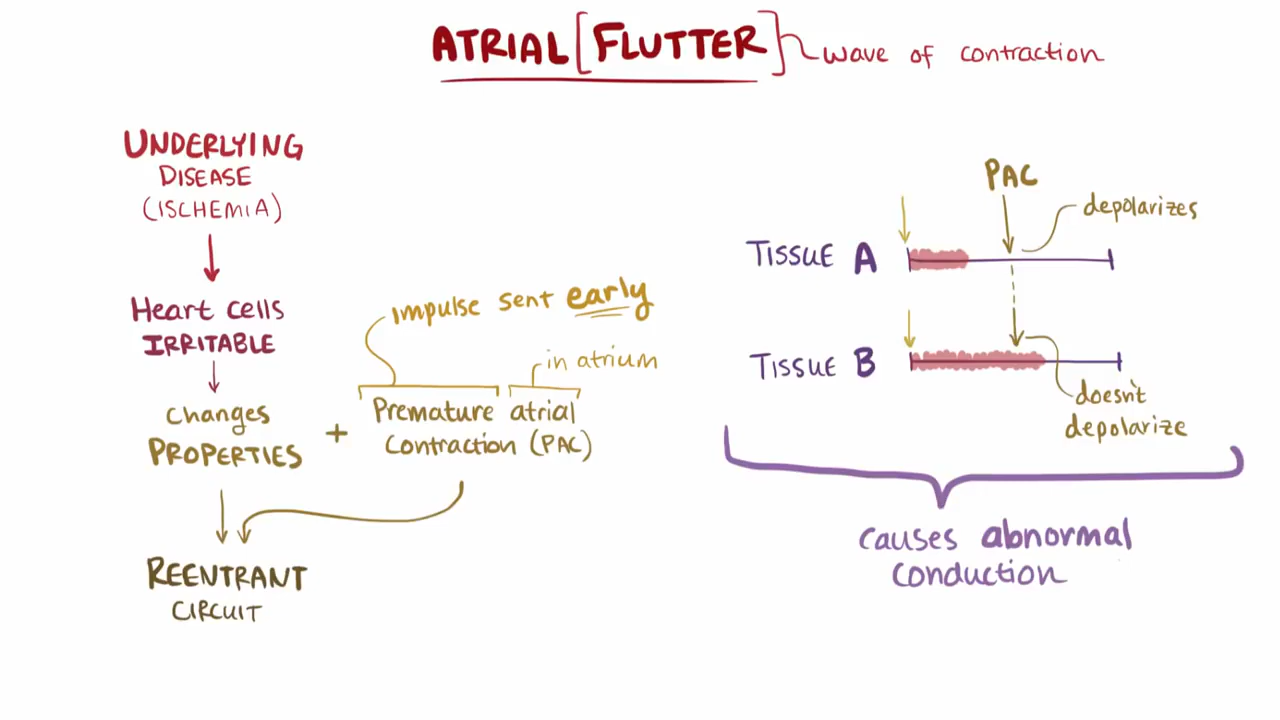 ATRIAL [FLUTTER] wave of contraction
UNDERLYING
DISEASE
(ISCHEMIA)
Heart cells
IRRITABLE
Changes
PROPERTIES
+
Impulse sent early
in atrium
Premature atrial
contraction (PAC)
REENTRANT
CIRCUIT
PAC
depolarizes
TISSUE A
TISSUE B
doesn't
depolarize
causes abnormal
conduction